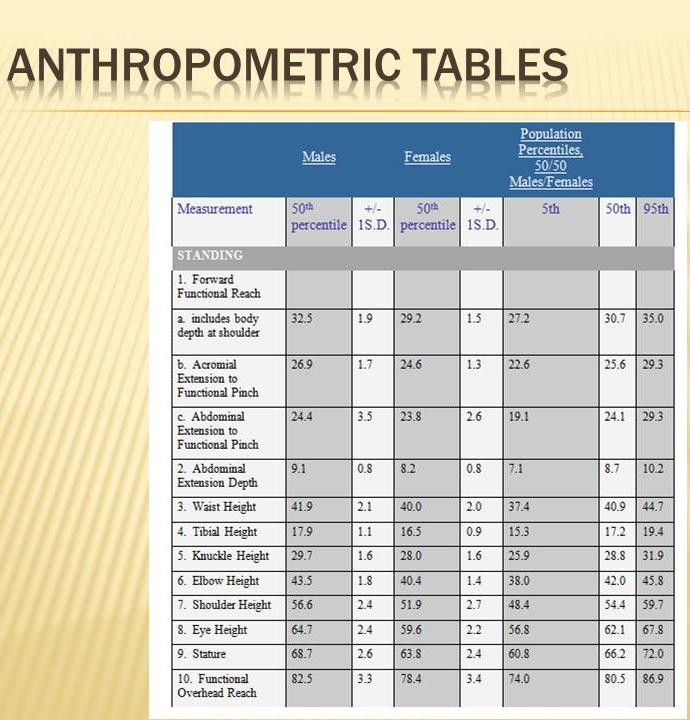 ANTHROPOMETRIC TABLES
Males Females Population
Percentiles,
50/50
Males/Females
Measurement 50th
percentile +/-
1S.D. 50th
percentile +/-
1S.D. 5th 50th 95th
STANDING
1. Forward
Functional Reach
a. includes body
depth at shoulder 32.5 1.9 29.2 1.5 27.2 30.7 35.0
b. Acromial
Extension to
Functional Pinch 26.9 1.7 24.6 1.3 22.6 25.6 29.3
c. Abdominal
Extension to
Functional Pinch 24.4 3.5 23.8 2.6 19.1 24.1 29.3
2. Abdominal
Extension Depth 9.1 0.8 8.2 0.8 7.1 8.7 10.2
3. Waist Height 41.9 2.1 40.0 2.0 37.4 40.9 44.7
4. Tibial Height 17.9 1.1 16.5 0.9 15.3 17.2 19.4
5. Knuckle Height 29.7 1.6 28.0 1.6 25.9 28.8 31.9
6. Elbow Height 43.5 1.8 40.4 1.4 38.0 42.0 45.8
7. Shoulder Height 56.6 2.4 51.9 2.7 48.4 54.4 59.7
8. Eye Height 64.7 2.4 59.6 2.2 56.8 62.1 67.8
9. Stature 68.7 2.6 63.8 2.4 60.8 66.2 72.0
10. Functional
Overhead Reach 82.5 3.3 78.4 3.4 74.0 80.5 86.9